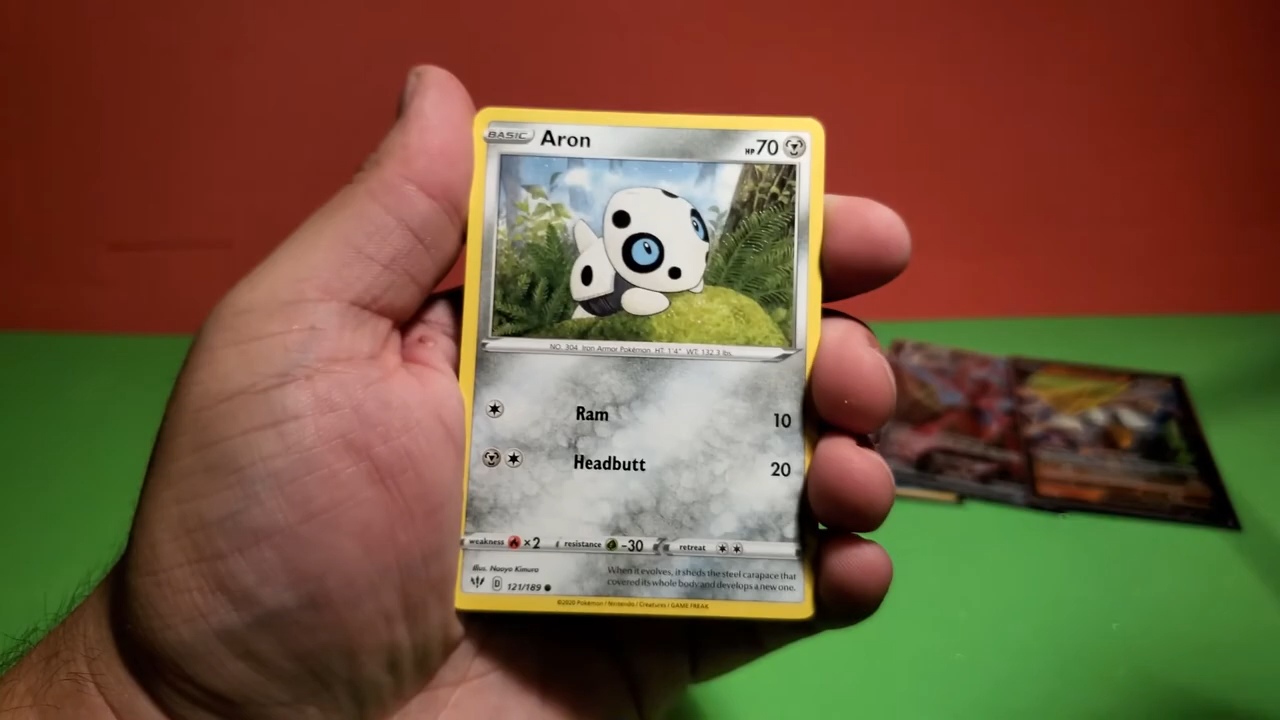 BASIC Aron HP 70
NO. 304 Iron Armor Pokémon HT: 1'4" WT: 132.3 lbs.
Ram 10
Headbutt 20
weakness ×2 resistance -30 retreat
Illus. Naoyo Kimura
When it evolves, it sheds the steel carapace that
covered its whole body and develops a new one.
D 121/189
©2020 Pokémon / Nintendo / Creatures / GAME FREAK